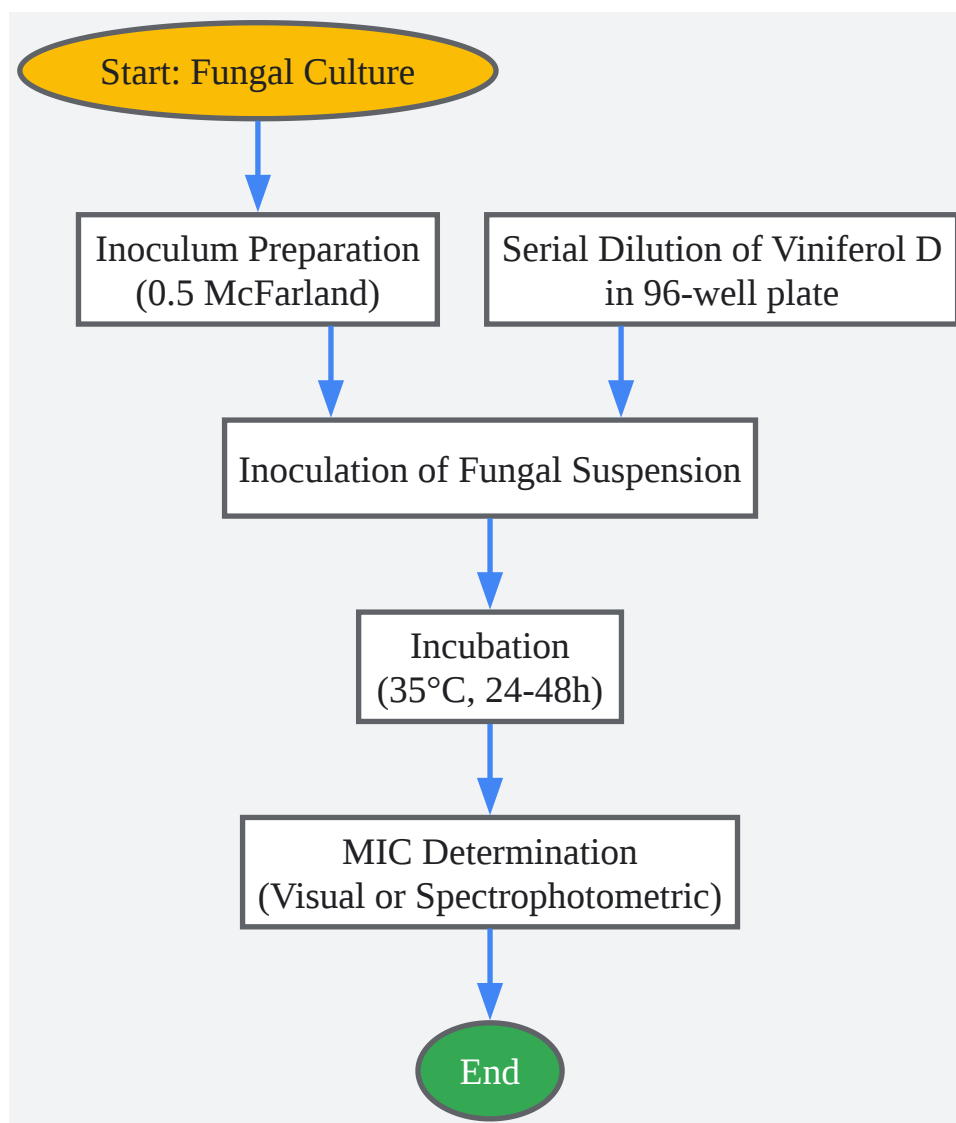 Start: Fungal Culture
Inoculum Preparation
(0.5 McFarland)
Serial Dilution of Viniferol D
in 96-well plate
Inoculation of Fungal Suspension
Incubation
(35°C, 24-48h)
MIC Determination
(Visual or Spectrophotometric)
End